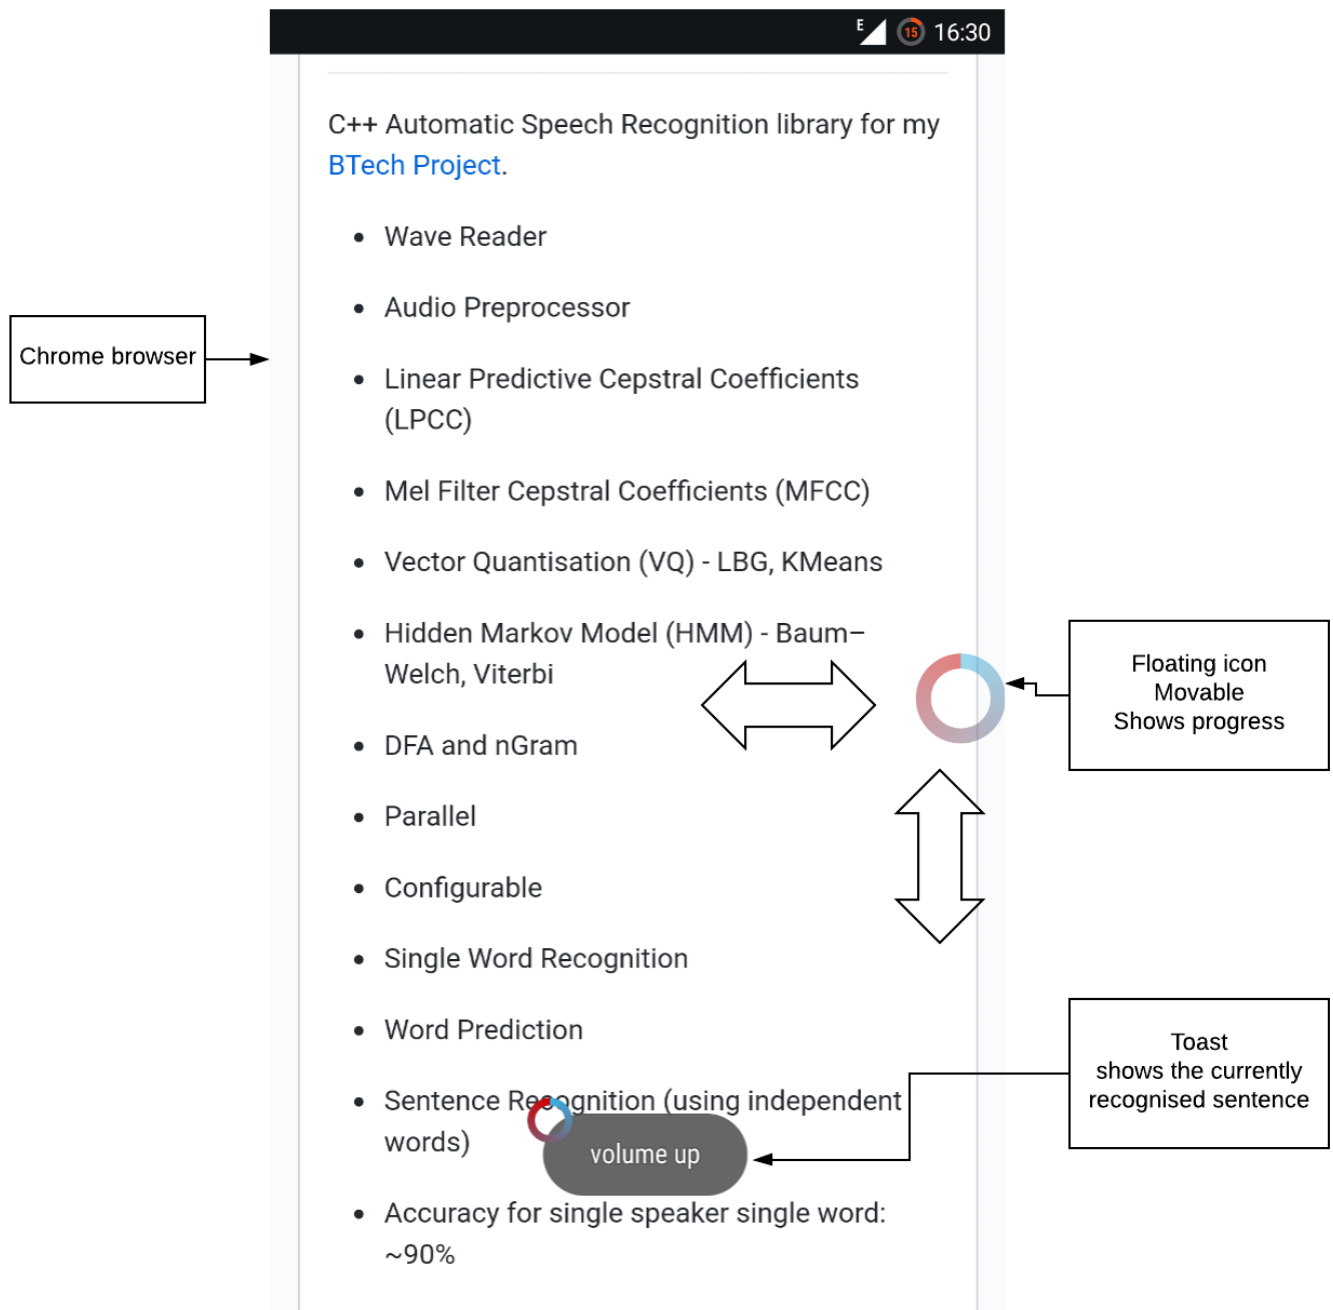 E 15 16:30
C++ Automatic Speech Recognition library for my
BTech Project.
Wave Reader
Audio Preprocessor
Chrome browser
Linear Predictive Cepstral Coefficients
(LPCC)
Mel Filter Cepstral Coefficients (MFCC)
Vector Quantisation (VQ) - LBG, KMeans
Hidden Markov Model (HMM) - Baum–
Welch, Viterbi
Floating icon
Movable
Shows progress
DFA and nGram
Parallel
Configurable
Single Word Recognition
Word Prediction
Toast
shows the currently
recognised sentence
Sentence Recognition (using independent
words)
volume up
Accuracy for single speaker single word:
~90%